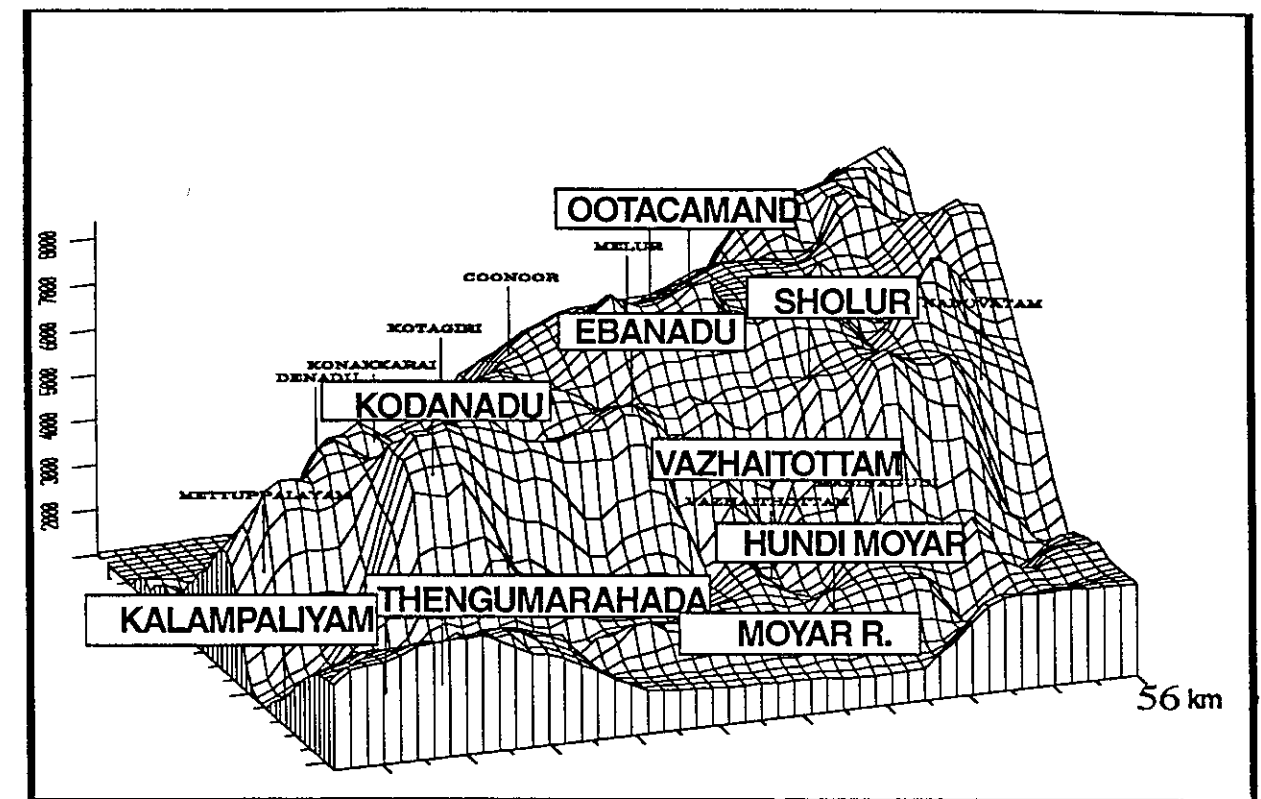 OOTACAMAND
MELUR
COONOOR
SHOLUR
NADUVATAM
EBANADU
KOTAGIRI
KONAKKARAI
DENADU
KODANADU
VAZHAITOTTAM
METTUPPALAYAM
VAZHAITHOTTAM
HUNDI MOYAR
THENGUMARAHADA
KALAMPALIYAM
MOYAR R.
8000
7000
6000
5000
4000
3000
2000
56 km